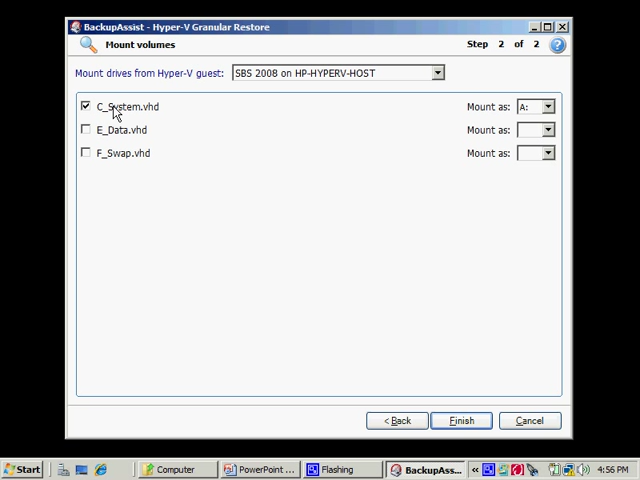 BackupAssist - Hyper-V Granular Restore
Mount volumes
Step 2 of 2
Mount drives from Hyper-V guest: SBS 2008 on HP-HYPERV-HOST
C_System.vhd Mount as: A:
E_Data.vhd Mount as:
F_Swap.vhd Mount as:
< Back Finish Cancel
Start Computer PowerPoint ... Flashing BackupAss... « 4:56 PM